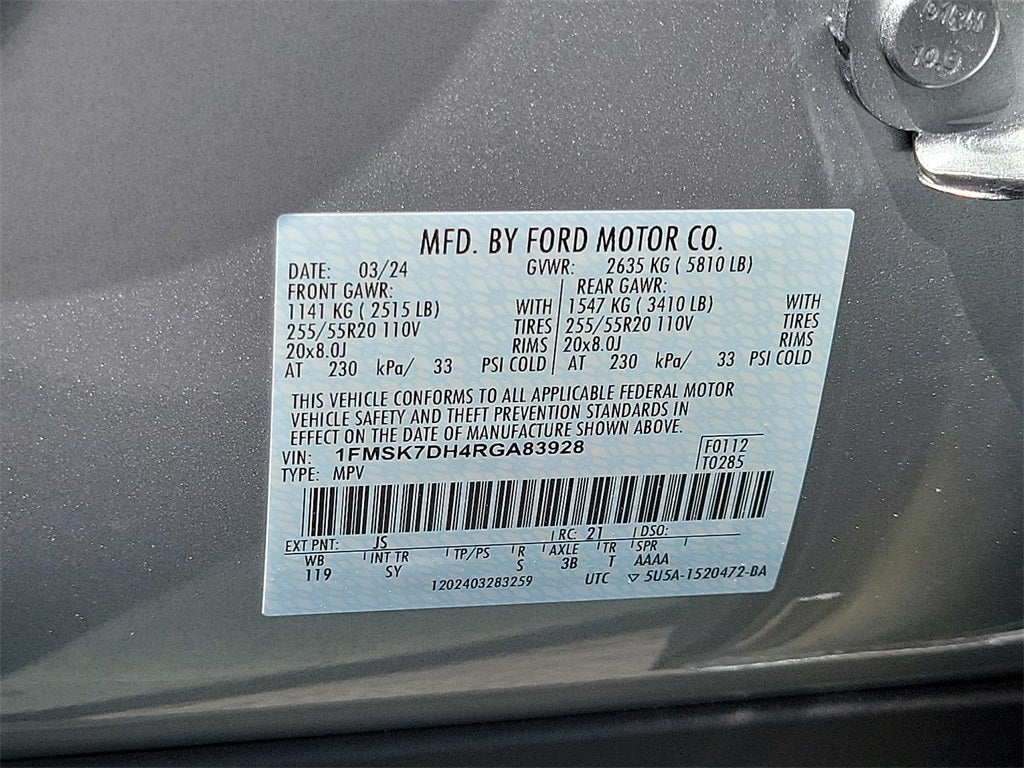 10.9
MFD. BY FORD MOTOR CO.
DATE: 03/24 GVWR: 2635 KG ( 5810 LB)
FRONT GAWR: REAR GAWR:
1141 KG ( 2515 LB) WITH 1547 KG ( 3410 LB) WITH
255/55R20 110V TIRES 255/55R20 110V TIRES
20x8.0J RIMS 20x8.0J RIMS
AT 230 kPa/ 33 PSI COLD AT 230 kPa/ 33 PSI COLD
THIS VEHICLE CONFORMS TO ALL APPLICABLE FEDERAL MOTOR
VEHICLE SAFETY AND THEFT PREVENTION STANDARDS IN
EFFECT ON THE DATE OF MANUFACTURE SHOWN ABOVE.
VIN: 1FMSK7DH4RGA83928 F0112
TYPE: MPV T0285
EXT PNT: JS RC: 21 DSO:
WB INT TR TP/PS R AXLE TR SPR
119 SY S 3B T AAAA
1202403283259 UTC ▽ 5U5A-1520472-BA